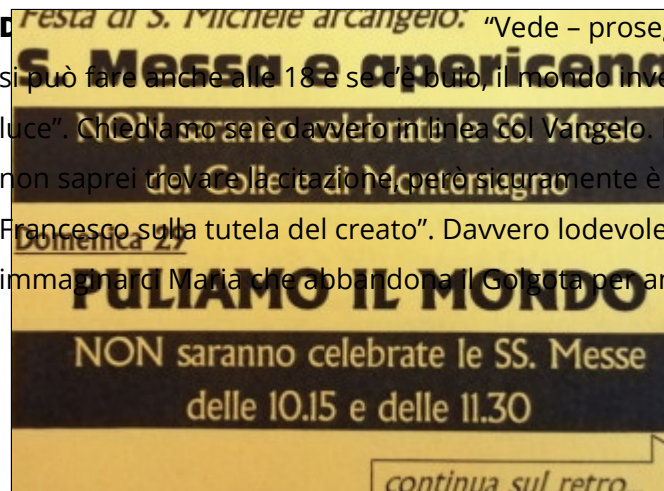 Festa di S. Michele arcangelo:
S. Messa e apericena
NON saranno celebrate le SS. Messe
del Colle e di Montomagno
Domenica 29
PULIAMO IL MONDO
NON saranno celebrate le SS. Messe
delle 10.15 e delle 11.30
continua sul retro...
D “Vede – prose
si può fare anche alle 18 e se c’è buio, il mondo inve
luce”. Chiediamo se è davvero in linea col Vangelo.
non saprei trovare la citazione, però sicuramente è
Francesco sulla tutela del creato”. Davvero lodevole
immaginarci Maria che abbandona il Golgota per an